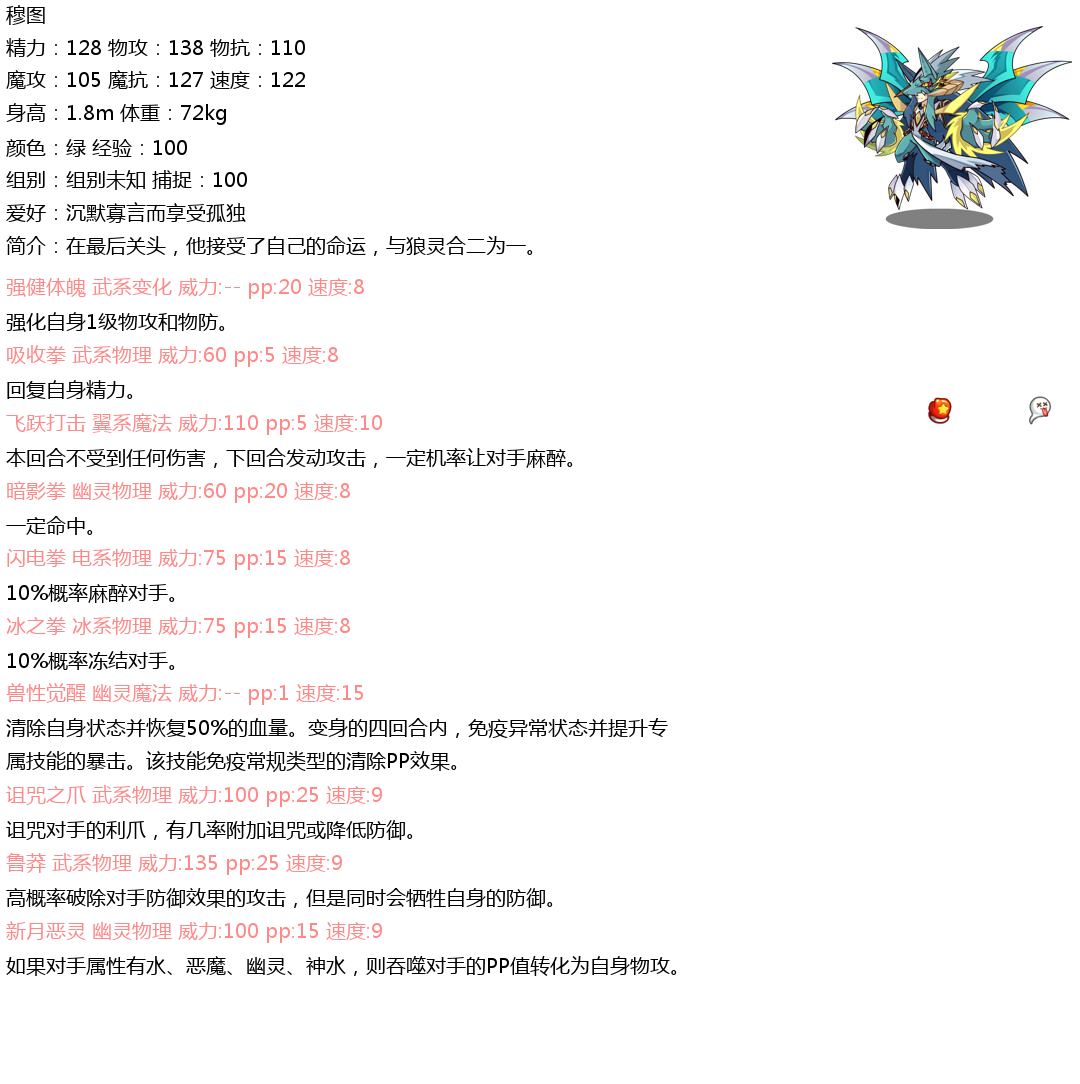 穆图
精力：128 物攻：138 物抗：110
魔攻：105 魔抗：127 速度：122
身高：1.8m 体重：72kg
颜色：绿 经验：100
组别：组别未知 捕捉：100
爱好：沉默寡言而享受孤独
简介：在最后关头，他接受了自己的命运，与狼灵合二为一。
强健体魄 武系变化 威力:-- pp:20 速度:8
强化自身1级物攻和物防。
吸收拳 武系物理 威力:60 pp:5 速度:8
回复自身精力。
飞跃打击 翼系魔法 威力:110 pp:5 速度:10
本回合不受到任何伤害，下回合发动攻击，一定机率让对手麻醉。
暗影拳 幽灵物理 威力:60 pp:20 速度:8
一定命中。
闪电拳 电系物理 威力:75 pp:15 速度:8
10%概率麻醉对手。
冰之拳 冰系物理 威力:75 pp:15 速度:8
10%概率冻结对手。
兽性觉醒 幽灵魔法 威力:-- pp:1 速度:15
清除自身状态并恢复50%的血量。变身的四回合内，免疫异常状态并提升专
属技能的暴击。该技能免疫常规类型的清除PP效果。
诅咒之爪 武系物理 威力:100 pp:25 速度:9
诅咒对手的利爪，有几率附加诅咒或降低防御。
鲁莽 武系物理 威力:135 pp:25 速度:9
高概率破除对手防御效果的攻击，但是同时会牺牲自身的防御。
新月恶灵 幽灵物理 威力:100 pp:15 速度:9
如果对手属性有水、恶魔、幽灵、神水，则吞噬对手的PP值转化为自身物攻。